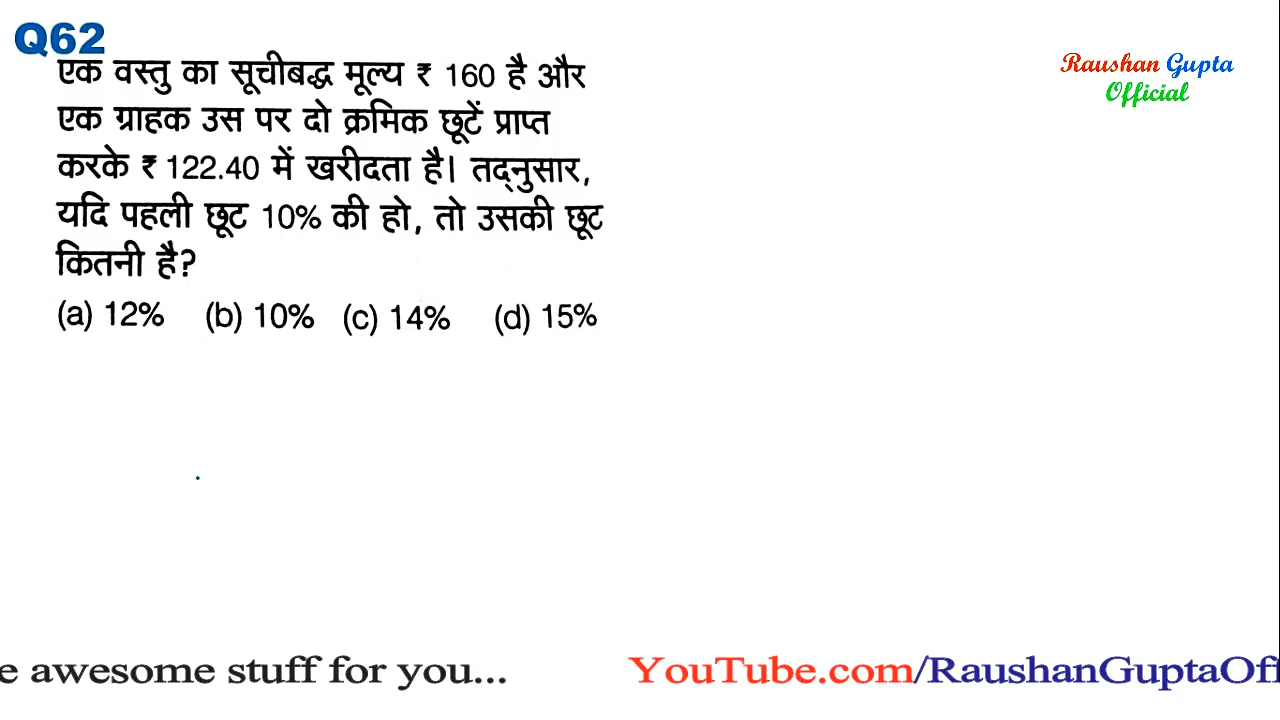 Q62
एक वस्तु का सूचीबद्ध मूल्य ₹ 160 है और
एक ग्राहक उस पर दो क्रमिक छूटें प्राप्त
करके ₹ 122.40 में खरीदता है। तद्नुसार,
यदि पहली छूट 10% की हो, तो उसकी छूट
कितनी है?
(a) 12% (b) 10% (c) 14% (d) 15%
Raushan Gupta
Official
e awesome stuff for you... YouTube.com/RaushanGuptaOffi